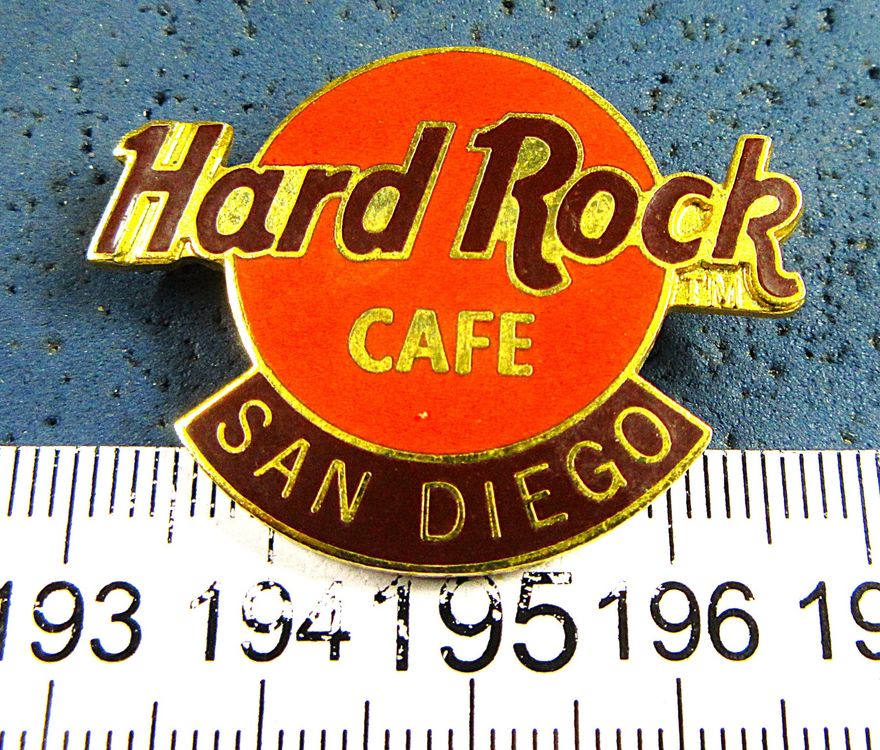 Hard Rock
TM
CAFE
SAN DIEGO
193 194 195 196 19